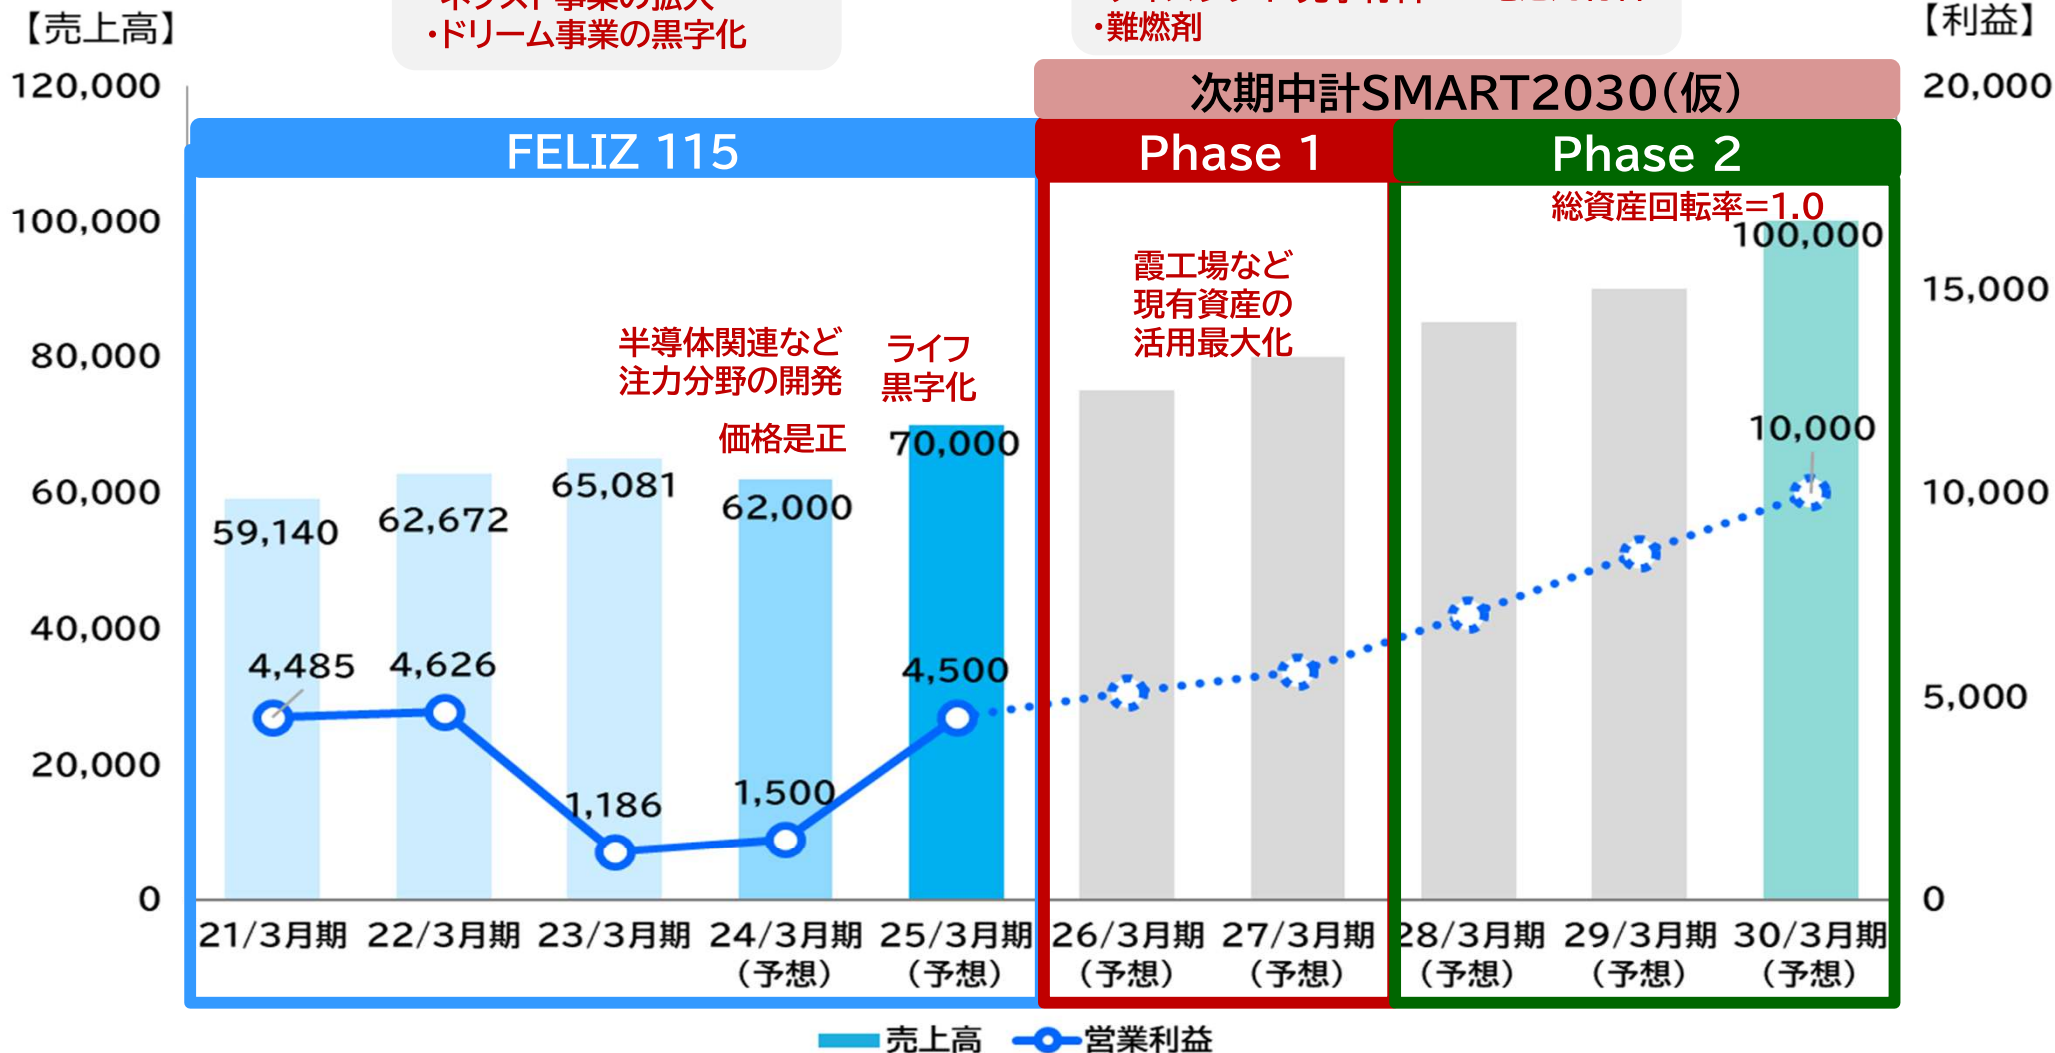 【売上高】
・ドリーム事業の黒字化
・難燃剤
【利益】
次期中計SMART2030(仮)
FELIZ 115
Phase 1
Phase 2
120,000
100,000
80,000
60,000
40,000
20,000
0
20,000
15,000
10,000
5,000
0
総資産回転率=1.0
100,000
霞工場など
現有資産の
活用最大化
半導体関連など
注力分野の開発
ライフ
黒字化
価格是正
70,000
10,000
59,140
62,672
65,081
62,000
4,485
4,626
1,186
1,500
4,500
21/3月期
22/3月期
23/3月期
24/3月期
(予想)
25/3月期
(予想)
26/3月期
(予想)
27/3月期
(予想)
28/3月期
(予想)
29/3月期
(予想)
30/3月期
(予想)
売上高
営業利益